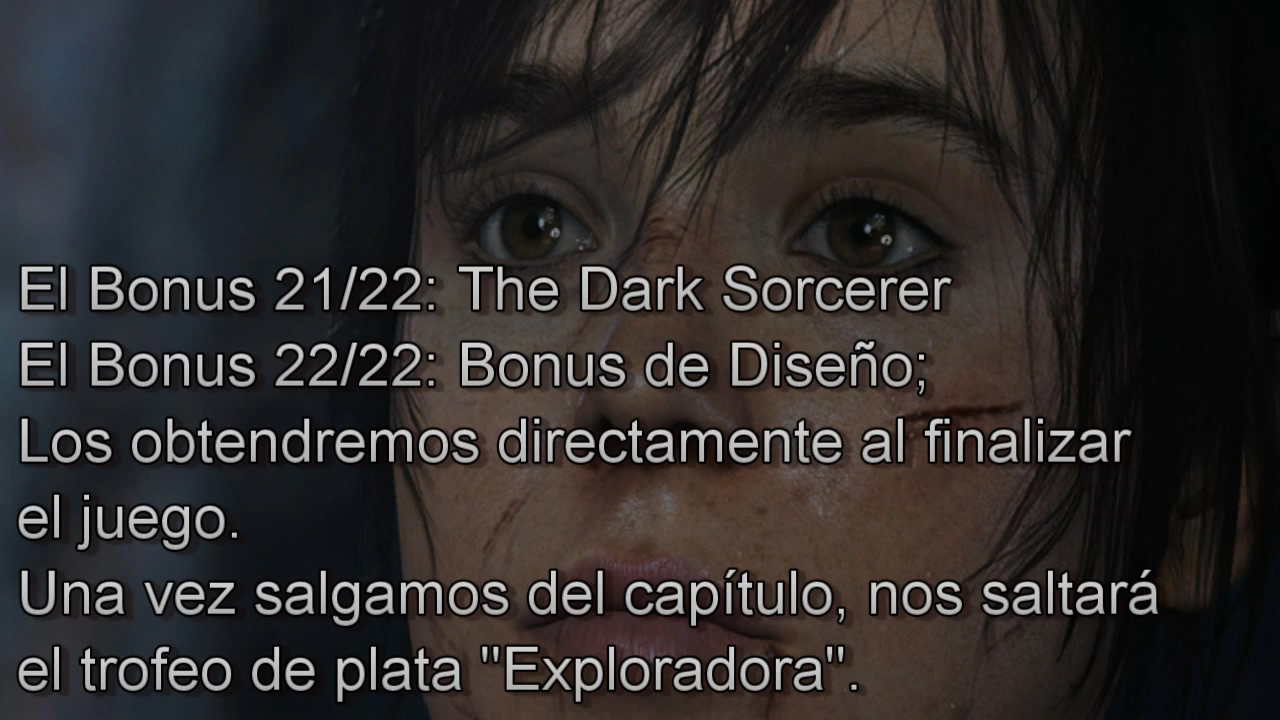 El Bonus 21/22: The Dark Sorcerer
El Bonus 22/22: Bonus de Diseño;
Los obtendremos directamente al finalizar
el juego.
Una vez salgamos del capítulo, nos saltará
el trofeo de plata "Exploradora".